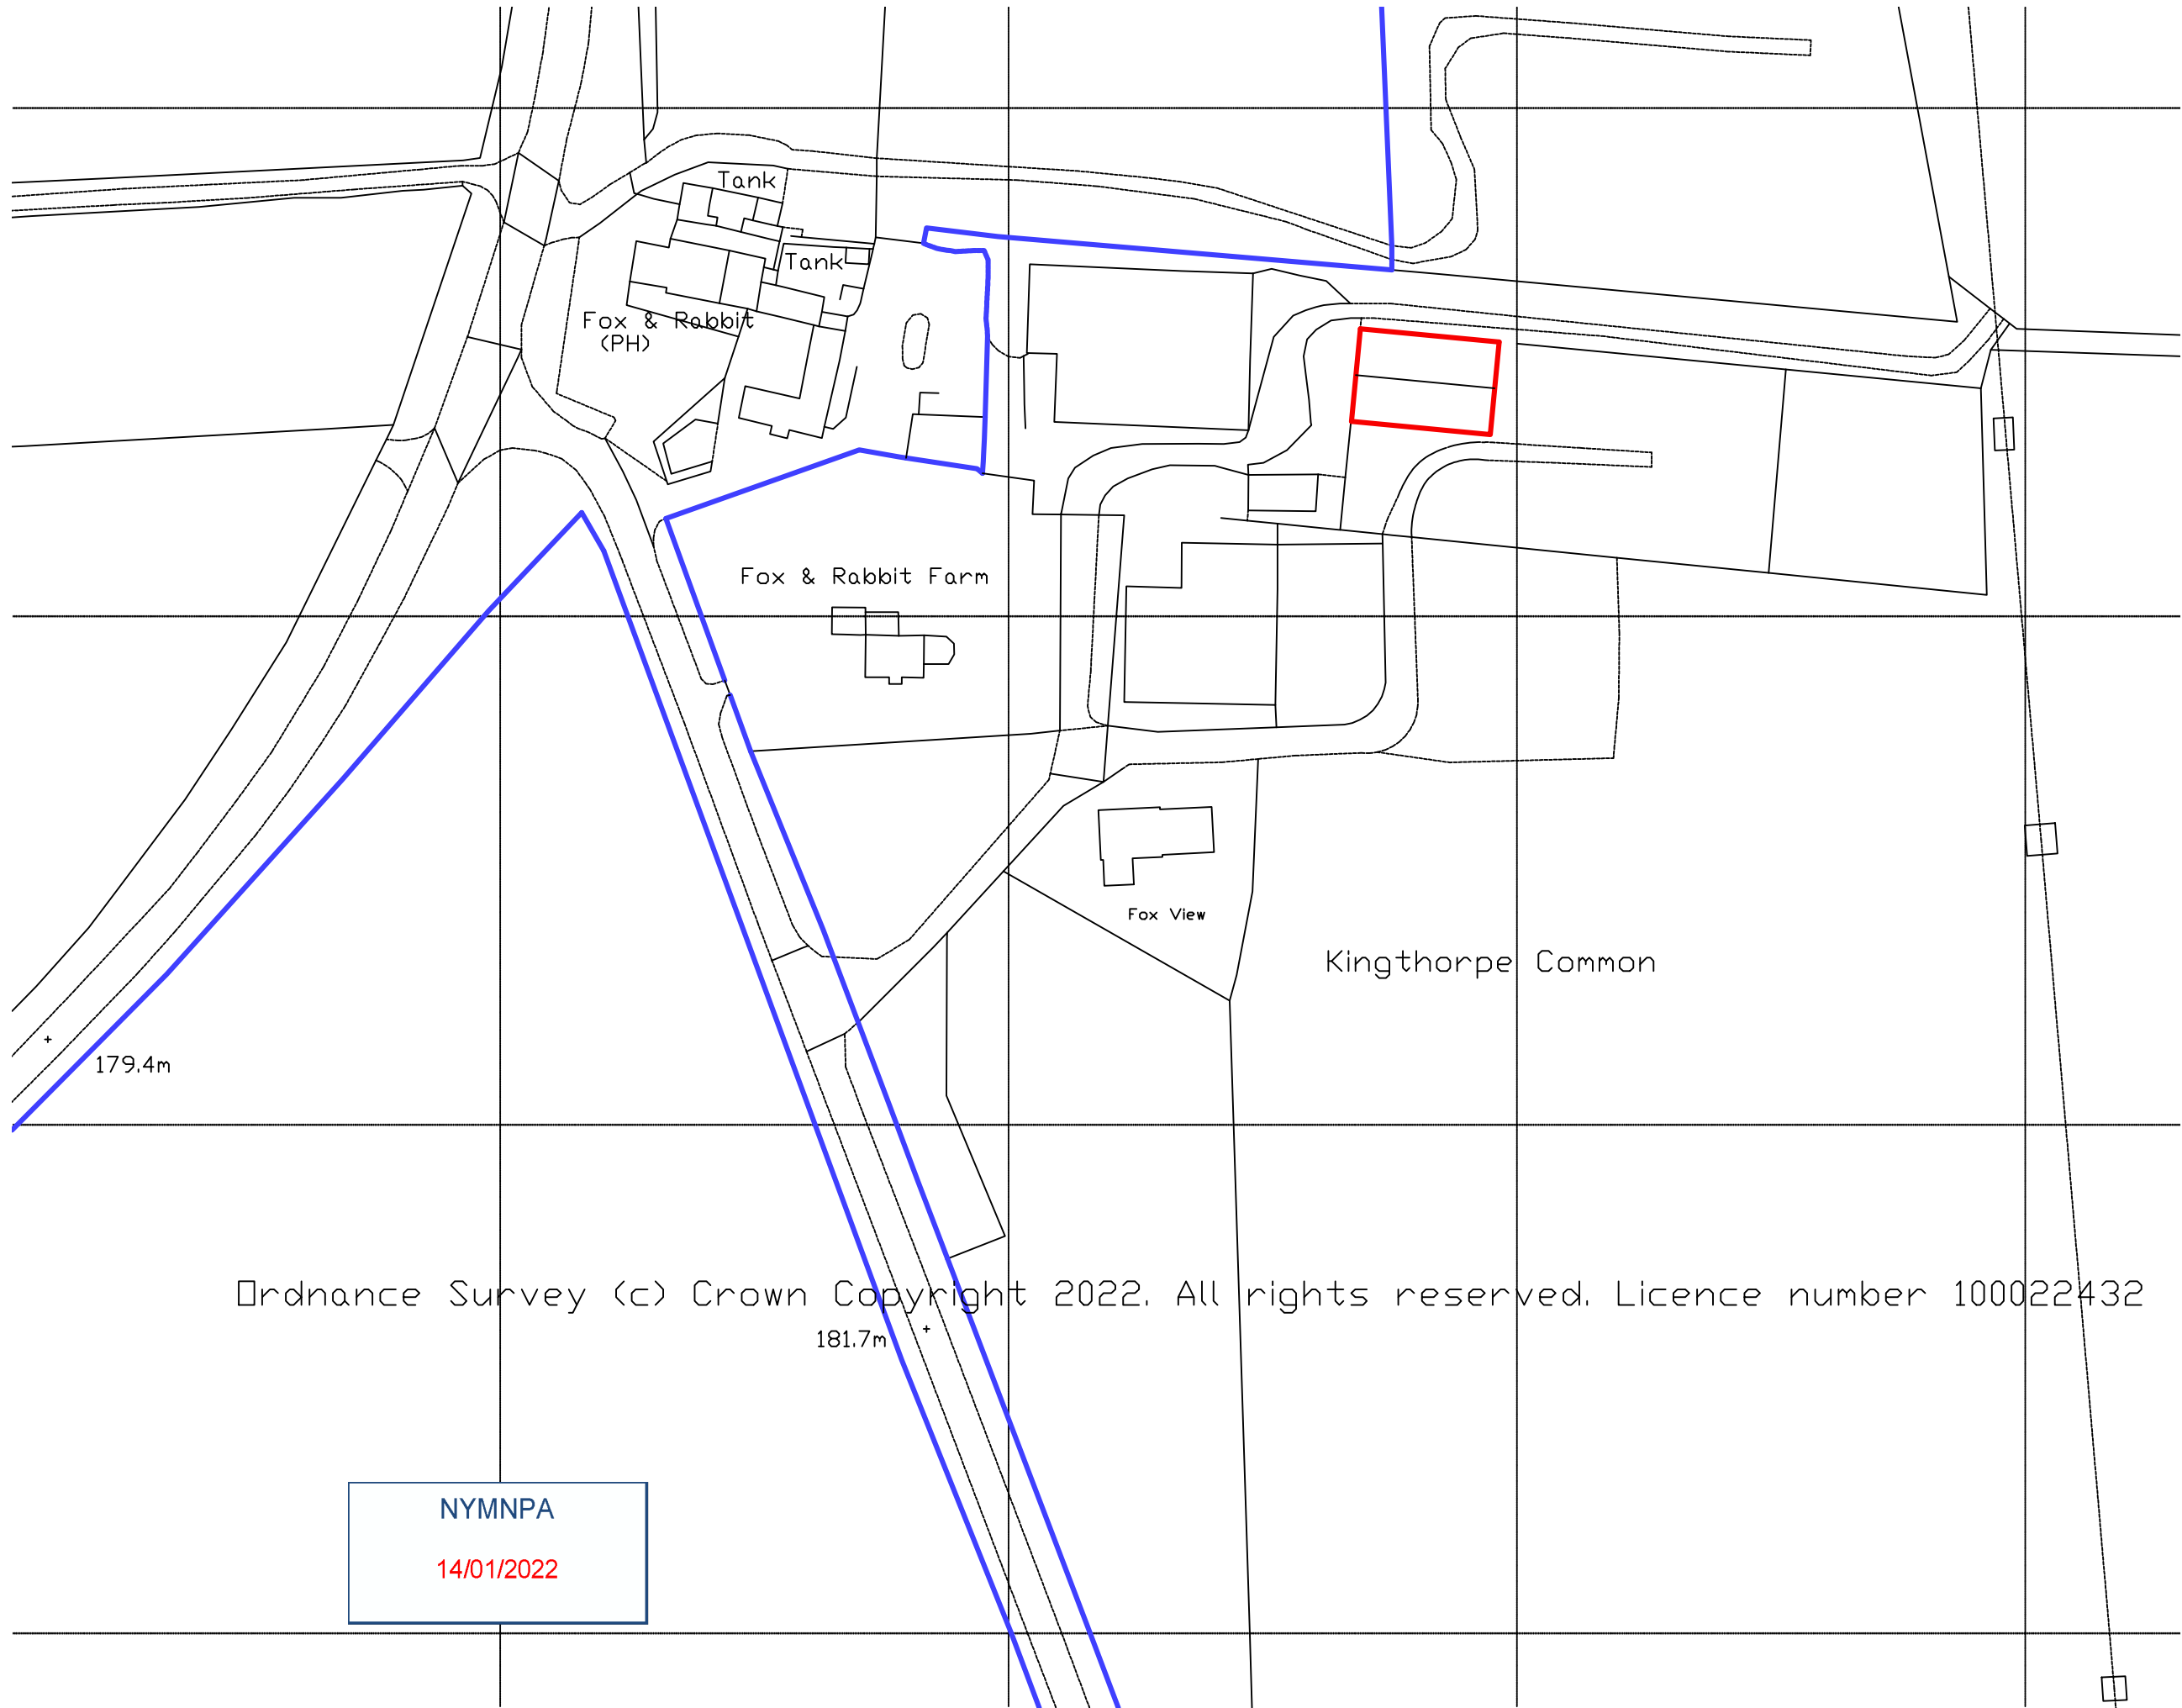 Tank
Tank
Fox & Rabbit
(PH)
Fox & Rabbit Farm
Fox View
Kingthorpe Common
179.4m
Ordnance Survey (c) Crown Copyright 2022. All rights reserved. Licence number 100022432
181.7m
NYMNPA
14/01/2022